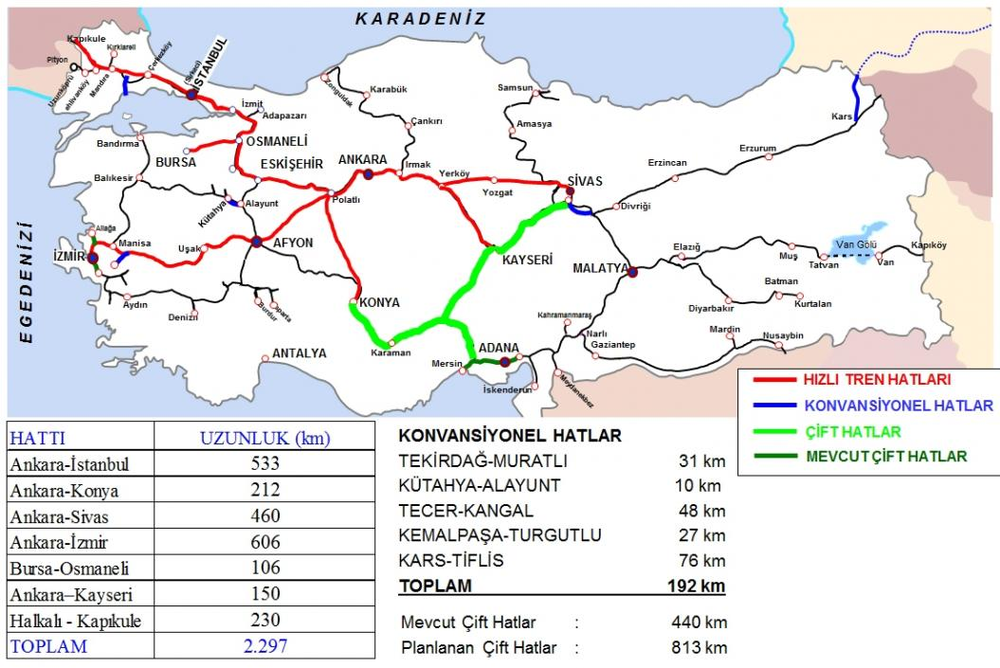 KARADENİZ
EGEDENİZİ
Kapıkule
Pityon
Uzunköprü
ehlivanköy
Mandıra
Kırklareli
Çerkezköy
(Sirkeci)
İSTANBUL
İzmit
Adapazarı
Zonguldak
Karabük
Çankırı
Samsun
Amasya
Kars
Bandırma
BURSA
OSMANELİ
ESKİŞEHİR
ANKARA
Irmak
Yerköy
Yozgat
SİVAS
Erzincan
Erzurum
Divriği
Balıkesir
Kütahya
Alayunt
Polatlı
Aliağa
Manisa
İZMİR
Uşak
AFYON
KAYSERİ
MALATYA
Elazığ
Muş
Tatvan
Van Gölü
Van
Kapıköy
Aydın
Denizli
Burdur
Isparta
KONYA
Karaman
Kahramanmaraş
Narlı
Gaziantep
Diyarbakır
Batman
Kurtalan
Mardin
Nusaybin
ANTALYA
Mersin
ADANA
İskenderun
Meydanekbez
HIZLI TREN HATLARI
KONVANSİYONEL HATLAR
ÇİFT HATLAR
MEVCUT ÇİFT HATLAR
HATTI UZUNLUK (km)
Ankara-İstanbul 533
Ankara-Konya 212
Ankara-Sivas 460
Ankara-İzmir 606
Bursa-Osmaneli 106
Ankara–Kayseri 150
Halkalı - Kapıkule 230
TOPLAM 2.297
KONVANSİYONEL HATLAR
TEKİRDAĞ-MURATLI 31 km
KÜTAHYA-ALAYUNT 10 km
TECER-KANGAL 48 km
KEMALPAŞA-TURGUTLU 27 km
KARS-TİFLİS 76 km
TOPLAM 192 km
Mevcut Çift Hatlar : 440 km
Planlanan Çift Hatlar : 813 km